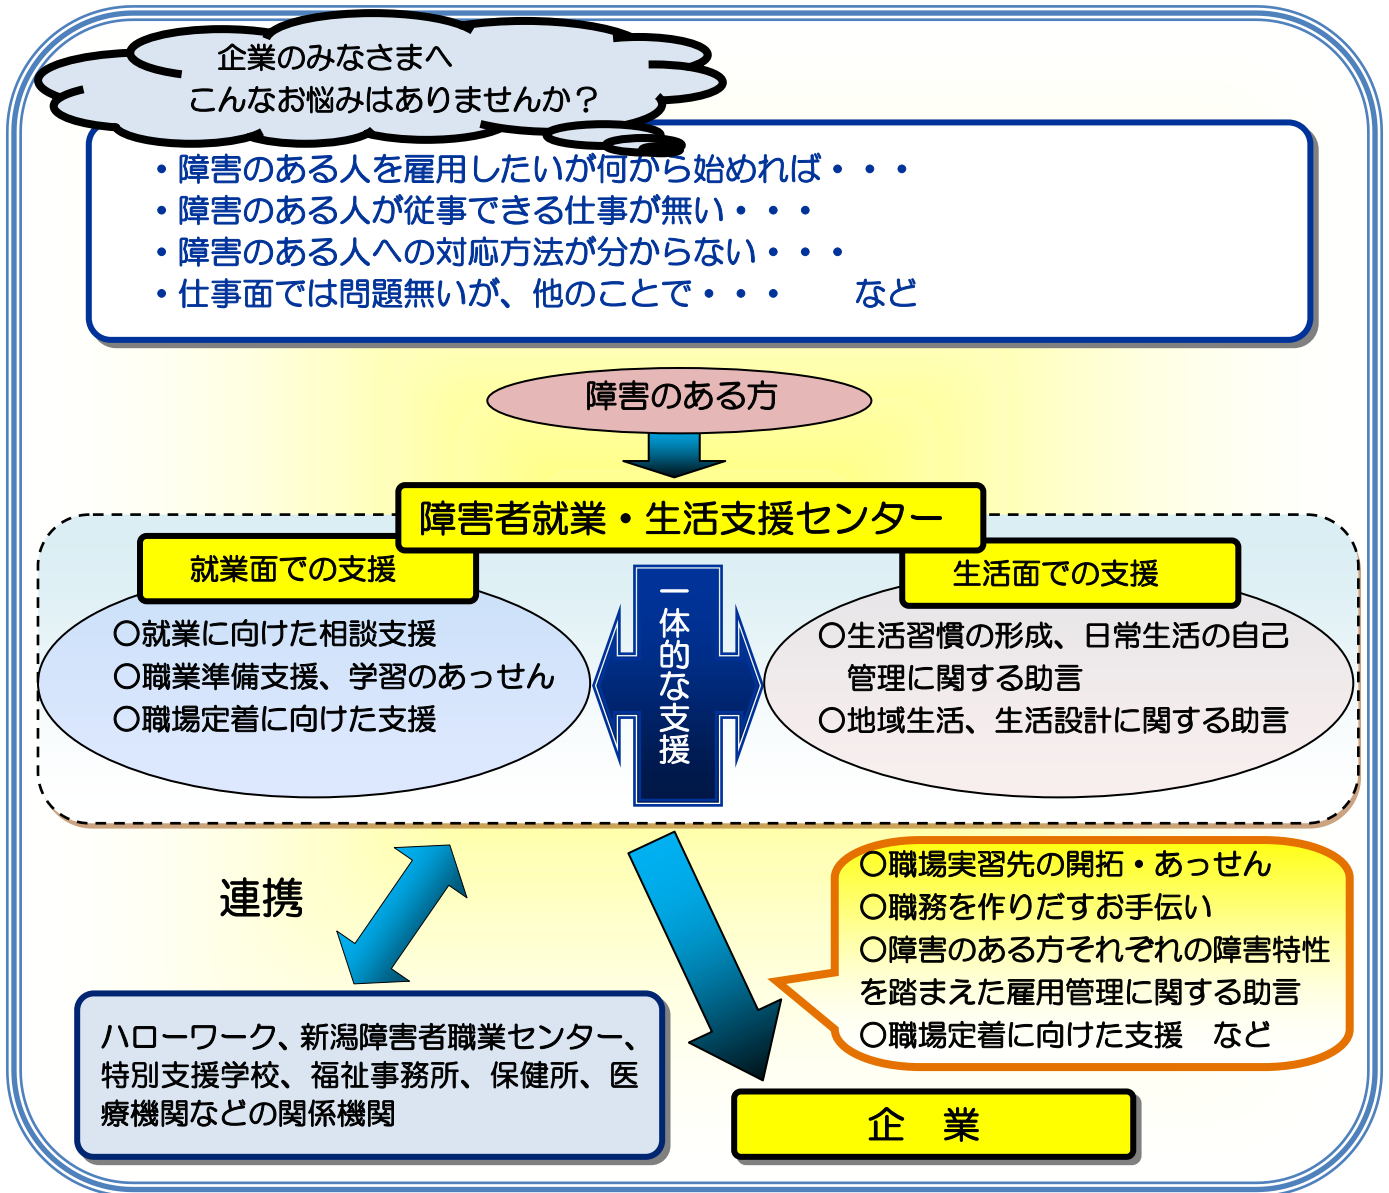 企業のみなさまへ
こんなお悩みはありませんか？
・障害のある人を雇用したいが何から始めれば・・・
・障害のある人が従事できる仕事が無い・・・
・障害のある人への対応方法が分からない・・・
・仕事面では問題無いが、他のことで・・・　　など
障害のある方
障害者就業・生活支援センター
就業面での支援
〇就業に向けた相談支援
〇職業準備支援、学習のあっせん
〇職場定着に向けた支援
一体的な支援
生活面での支援
〇生活習慣の形成、日常生活の自己
管理に関する助言
〇地域生活、生活設計に関する助言
連携
ハローワーク、新潟障害者職業センター、
特別支援学校、福祉事務所、保健所、医
療機関などの関係機関
〇職場実習先の開拓・あっせん
〇職務を作りだすお手伝い
〇障害のある方それぞれの障害特性
を踏まえた雇用管理に関する助言
〇職場定着に向けた支援　など
企　業